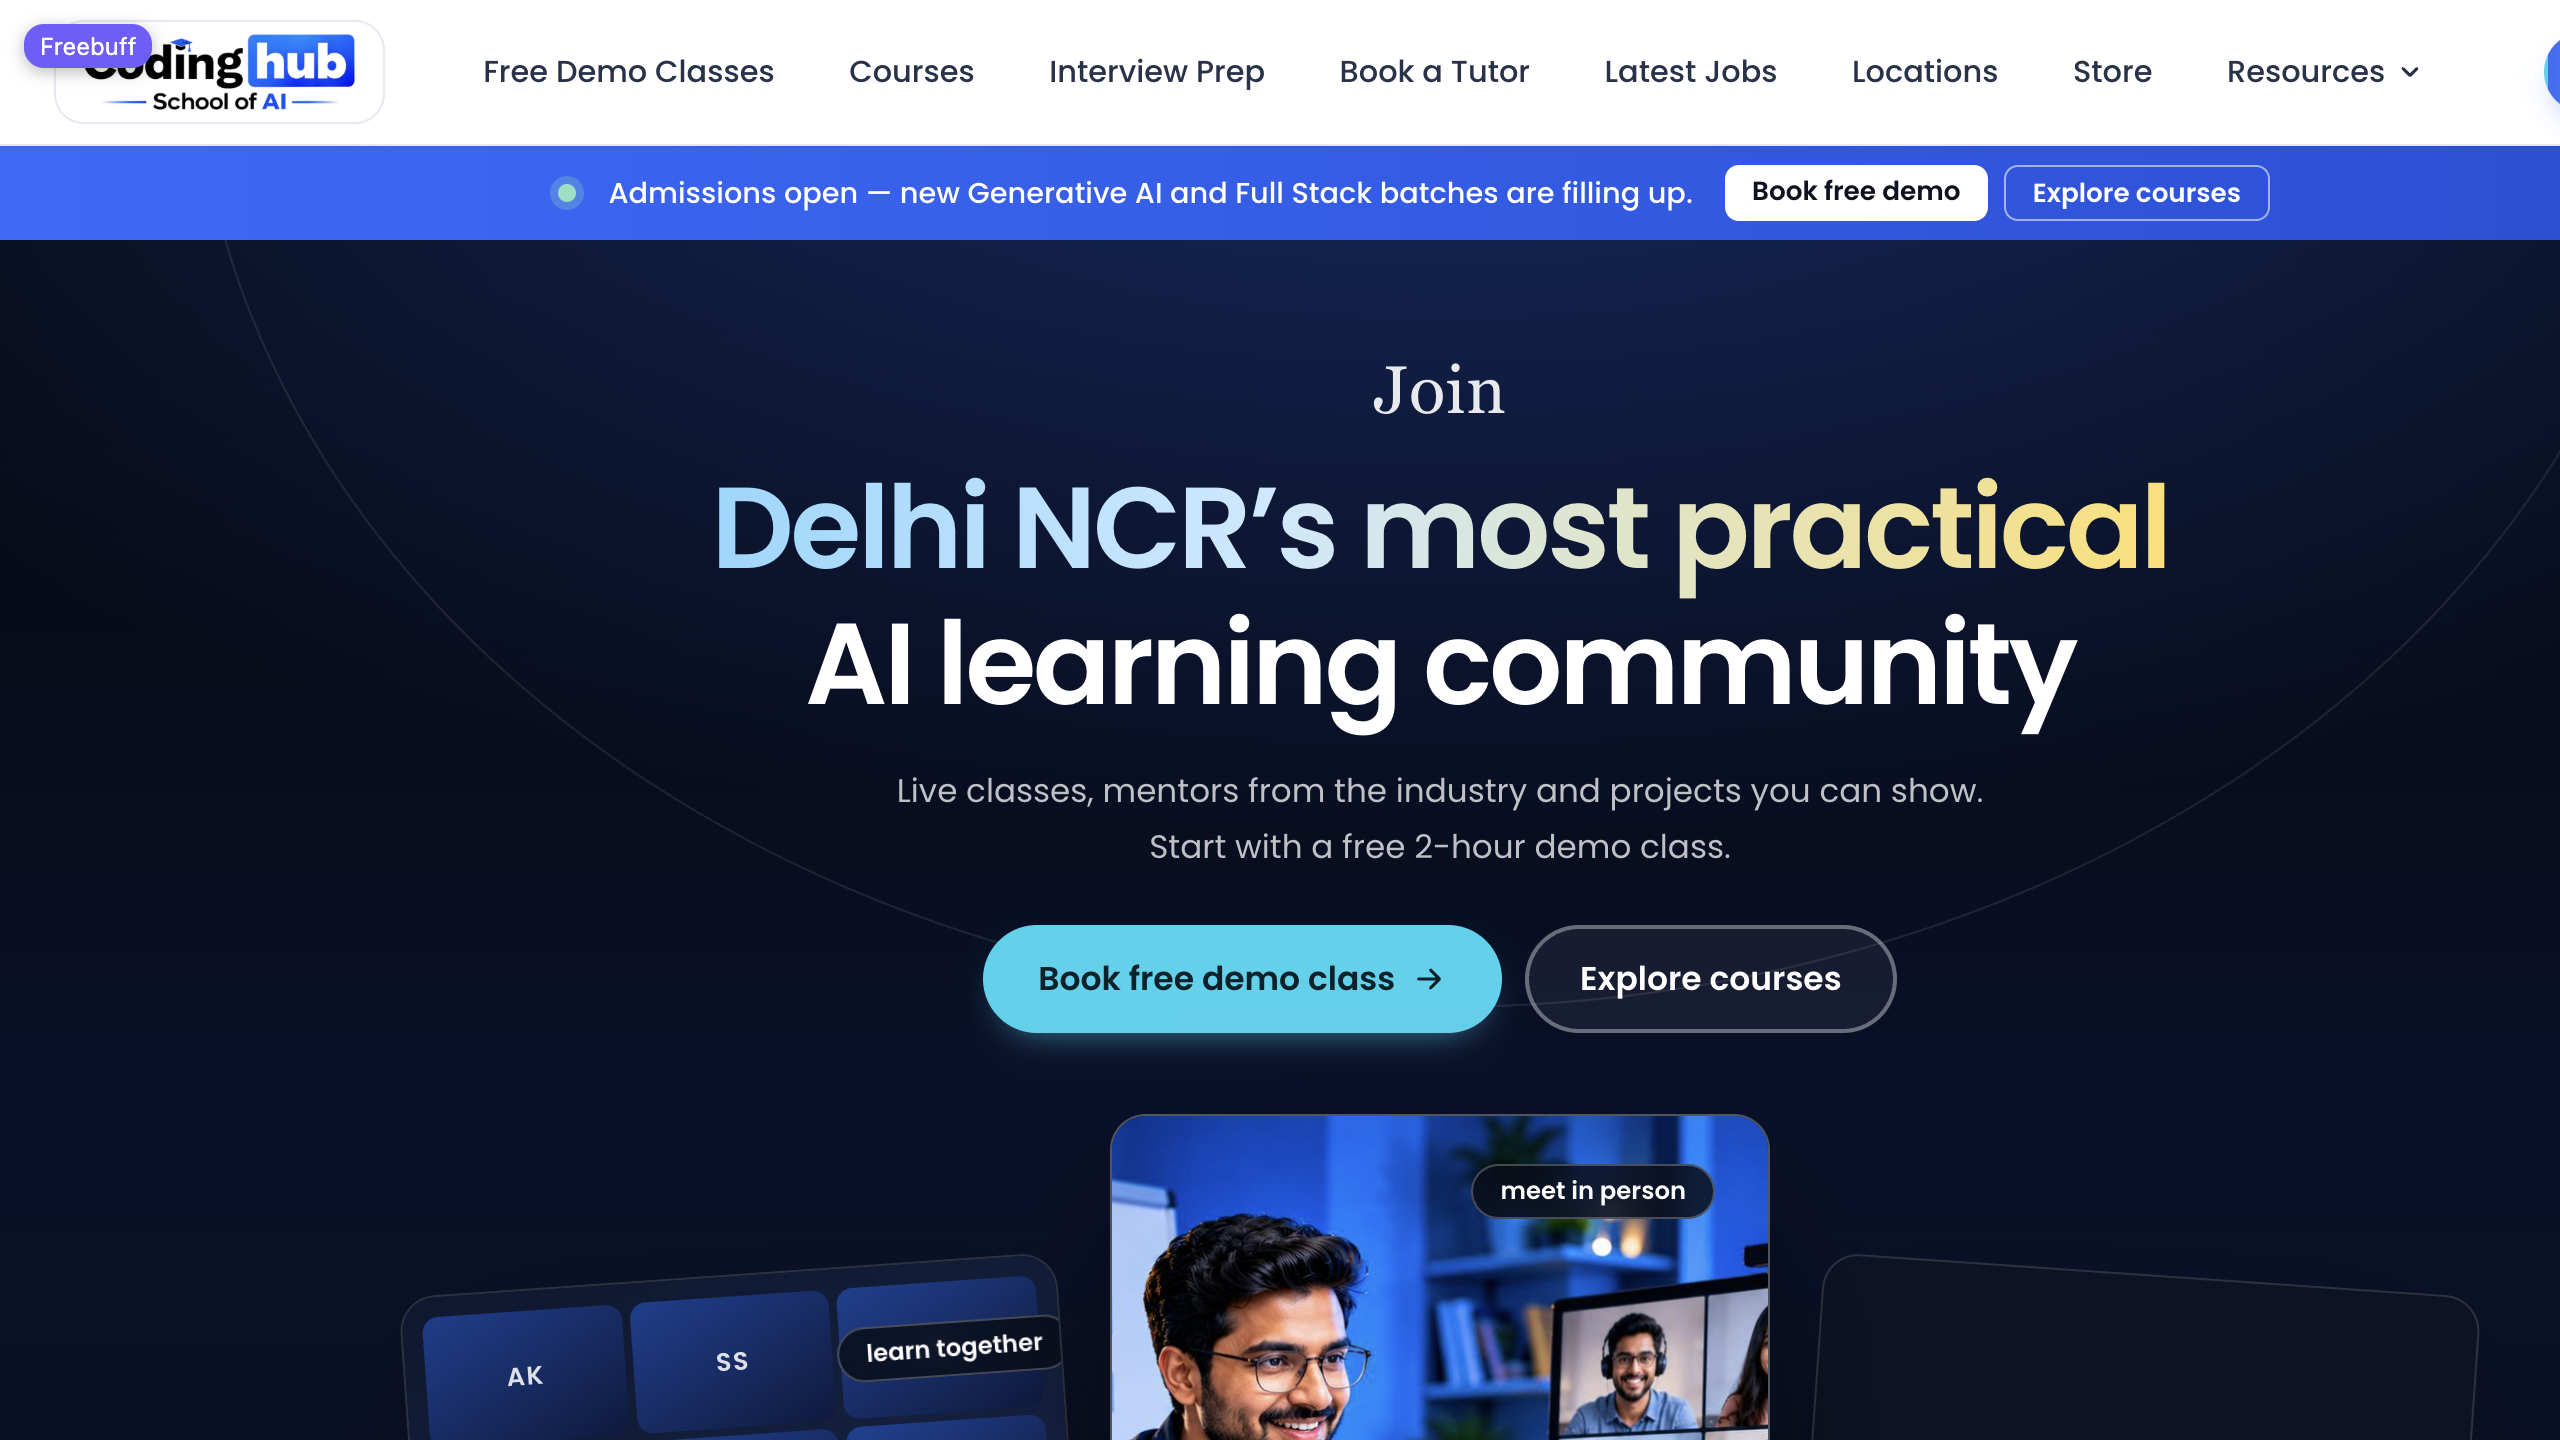 Freebuff
Coding hub
School of AI
Free Demo Classes
Courses
Interview Prep
Book a Tutor
Latest Jobs
Locations
Store
Resources
Admissions open — new Generative AI and Full Stack batches are filling up.
Book free demo
Explore courses
Join
Delhi NCR’s most practical
AI learning community
Live classes, mentors from the industry and projects you can show.
Start with a free 2-hour demo class.
Book free demo class →
Explore courses
meet in person
learn together
AK
SS